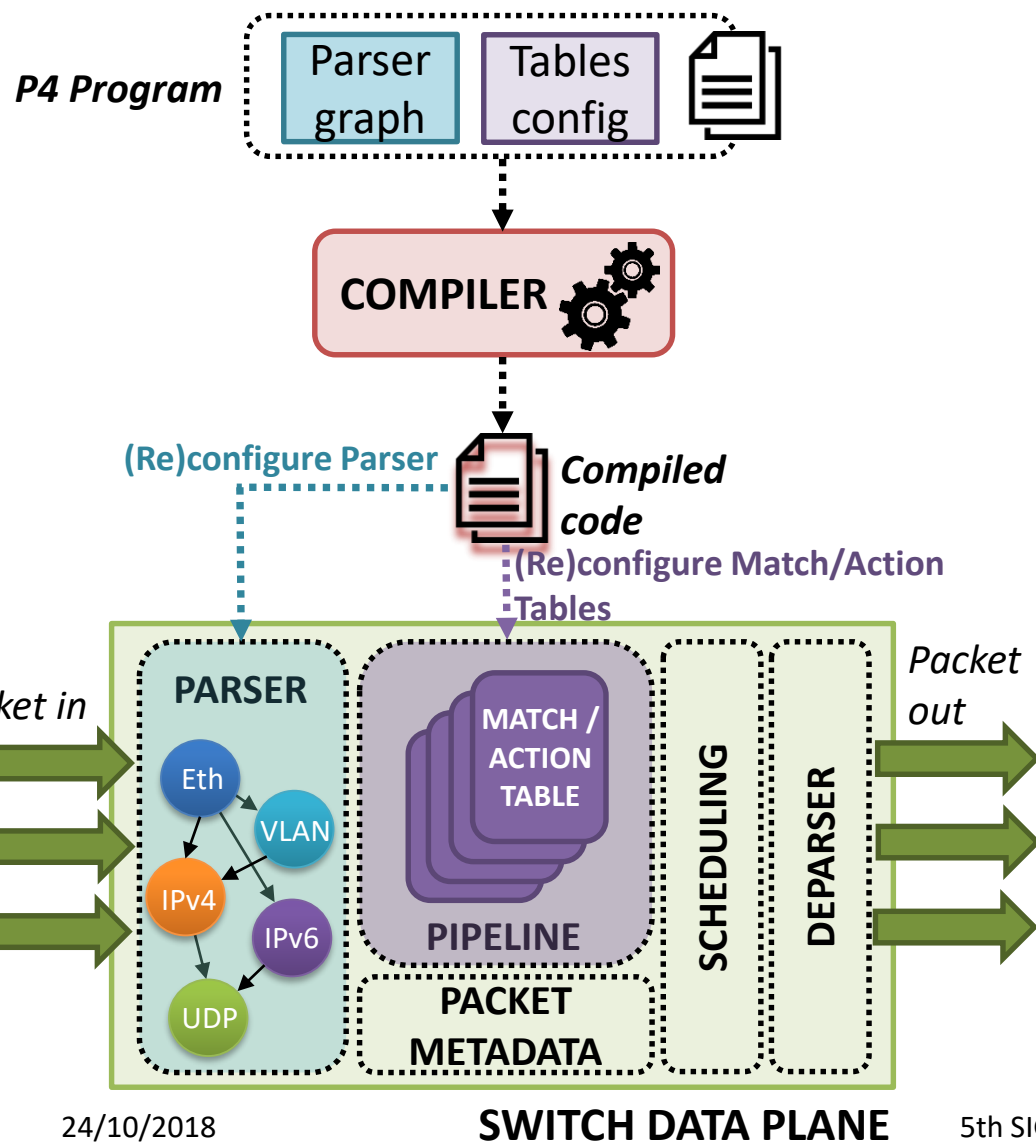 P4 Program
Parser
graph
Tables
config
COMPILER
(Re)configure Parser
Compiled
code
(Re)configure Match/Action
Tables
in
PARSER
Eth
VLAN
IPv4
IPv6
UDP
MATCH /
ACTION
TABLE
PIPELINE
PACKET
METADATA
SCHEDULING
DEPARSER
Packet
out
24/10/2018
SWITCH DATA PLANE
5th